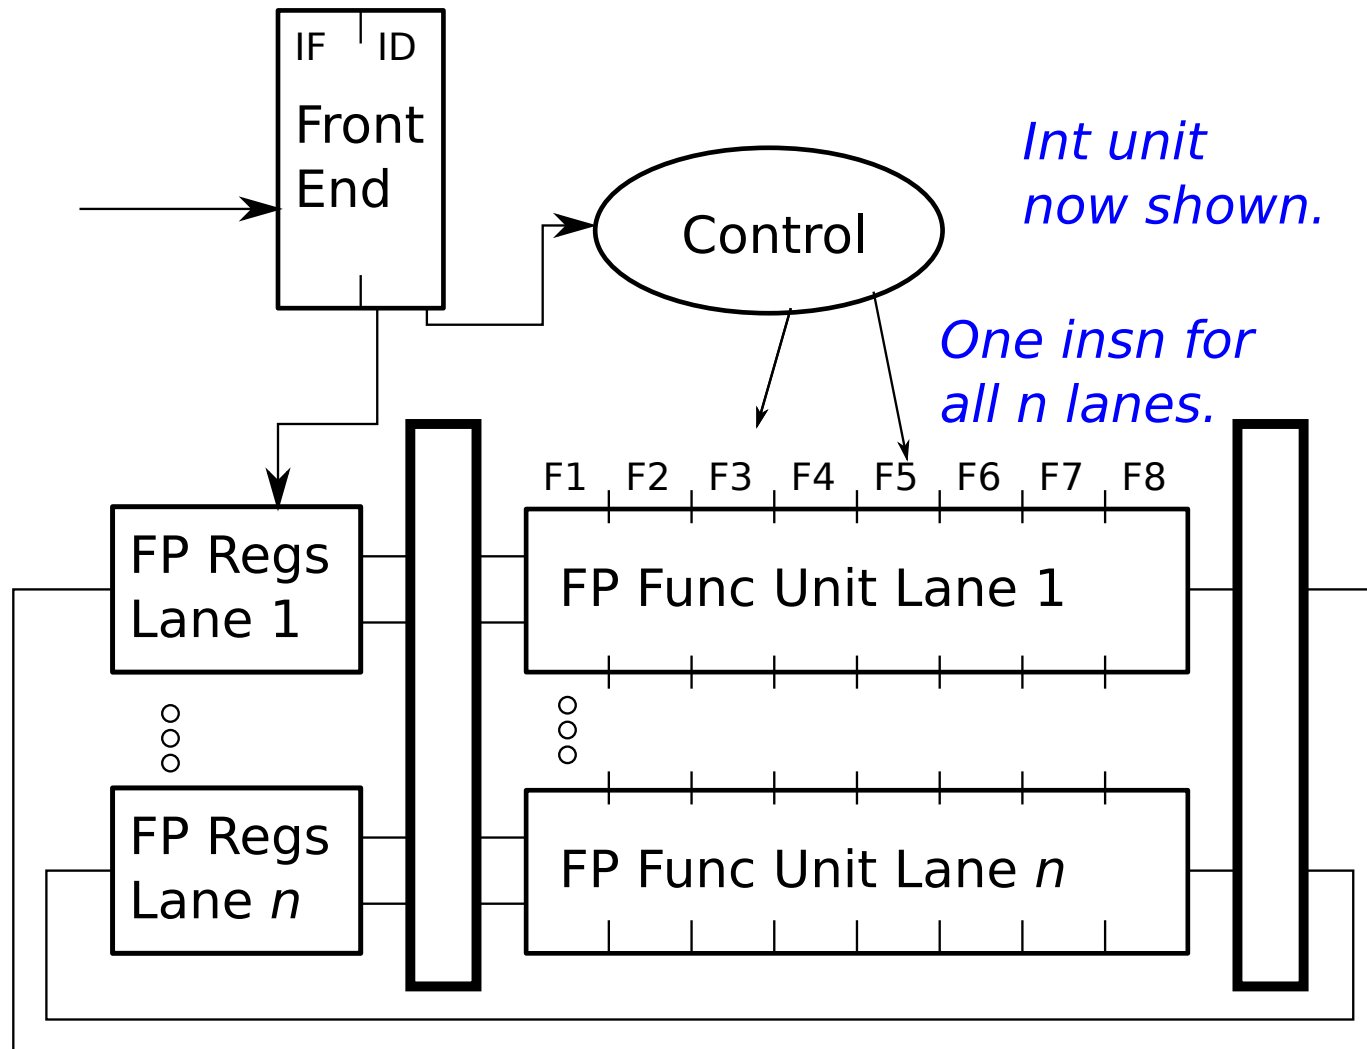 IF ID
Front
End
Control
Int unit
now shown.
One insn for
all n lanes.
F1 F2 F3 F4 F5 F6 F7 F8
FP Regs
Lane 1
FP Func Unit Lane 1
FP Regs
Lane n
FP Func Unit Lane n